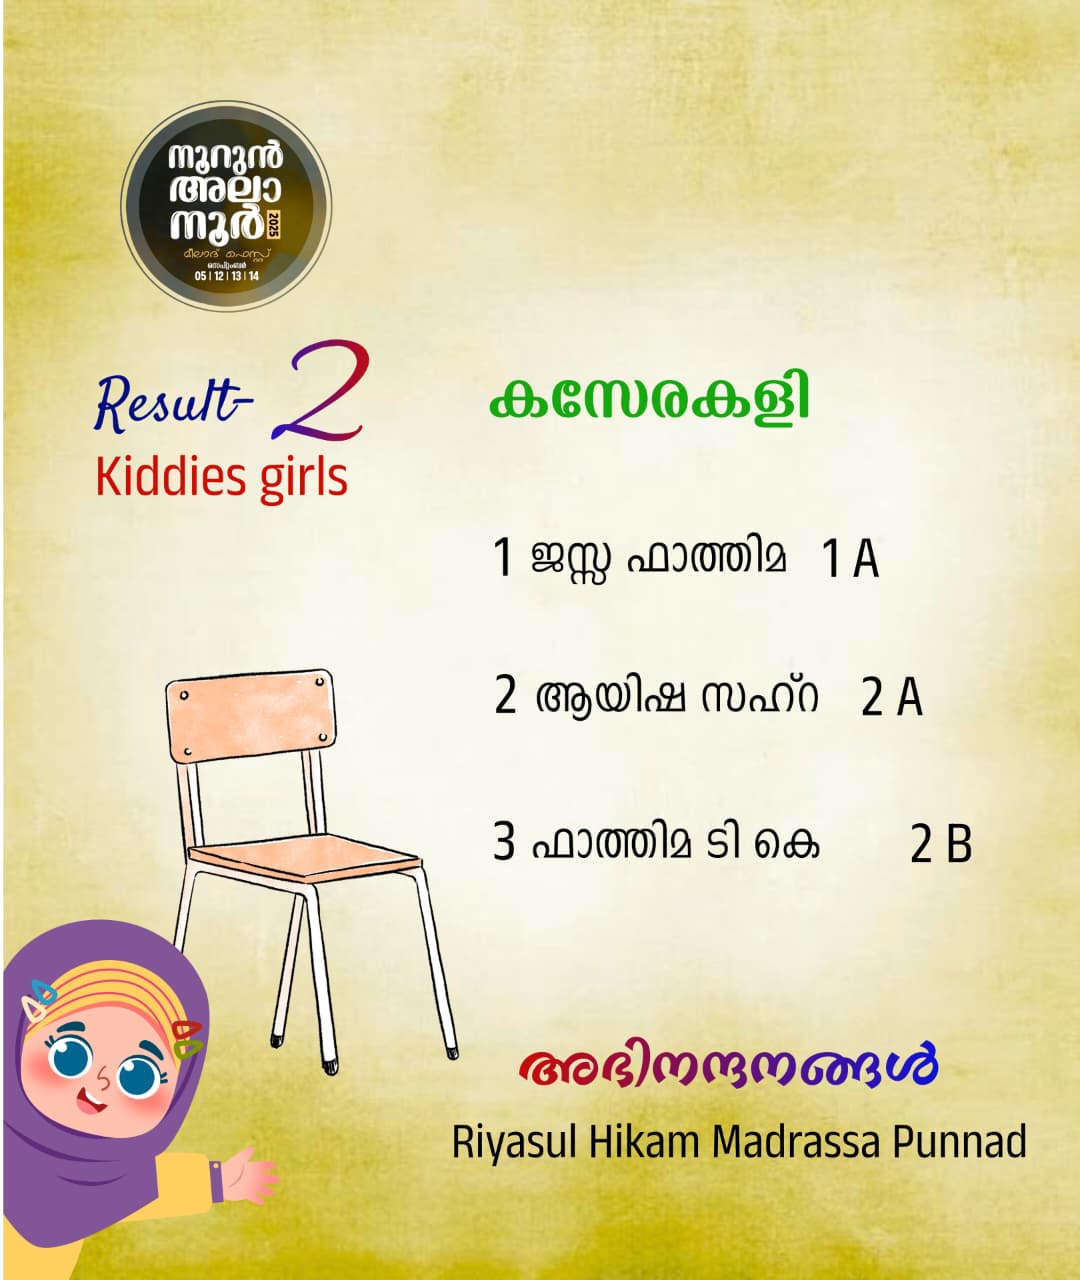 നൂറുൻ
അലാ
നൂർ 2025
മീലാദ് ഫെസ്റ്റ്
സെപ്റ്റംബർ
05 | 12 | 13 | 14
Result- 2
Kiddies girls
കസേരകളി
1 ജസ്സ ഫാത്തിമ 1 A
2 ആയിഷ സഹ്റ 2 A
3 ഫാത്തിമ ടി കെ 2 B
അഭിനന്ദനങ്ങൾ
Riyasul Hikam Madrassa Punnad